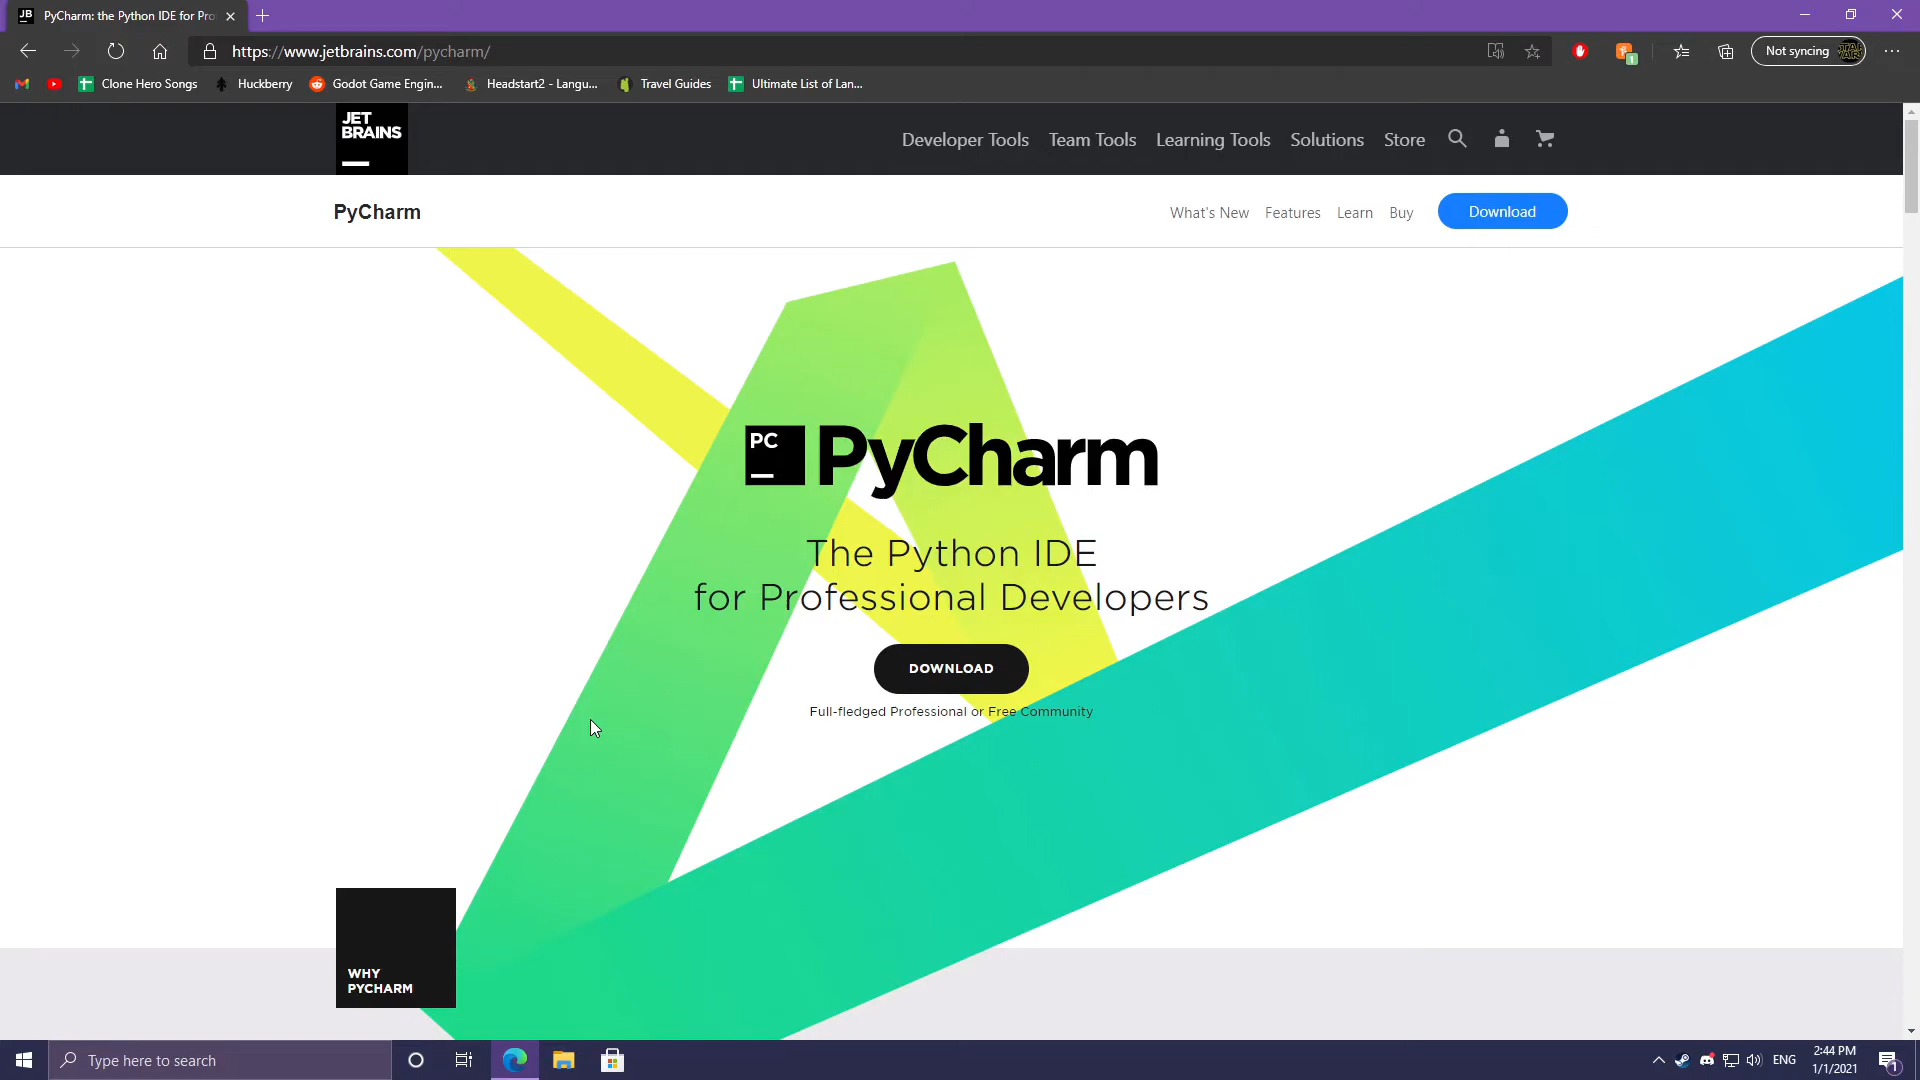 JB
PyCharm: the Python IDE for Pro
https://www.jetbrains.com/pycharm/
Not syncing
1
Clone Hero Songs
Huckberry
Godot Game Engin...
Headstart2 - Langu...
Travel Guides
Ultimate List of Lan...
JET
BRAINS
Developer Tools
Team Tools
Learning Tools
Solutions
Store
PyCharm
What's New
Features
Learn
Buy
Download
PC
PyCharm
The Python IDE
for Professional Developers
DOWNLOAD
Full-fledged Professional or Free Community
WHY
PYCHARM
Type here to search
ENG
2:44 PM
1/1/2021
1